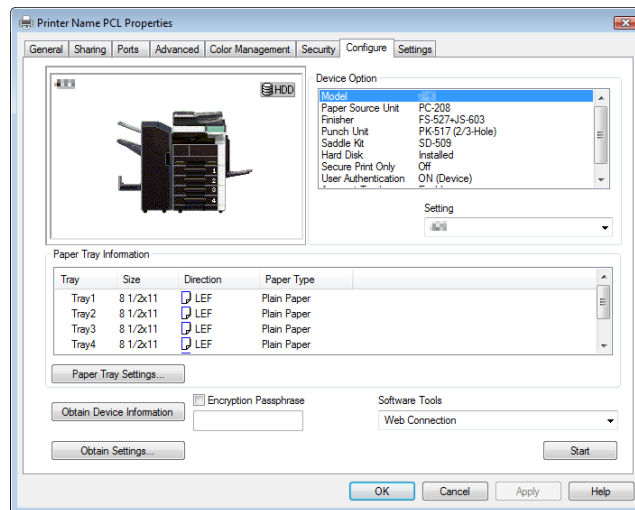 Printer Name PCL Properties
General Sharing Ports Advanced Color Management Security Configure Settings
HDD
1
2
3
4
Device Option
Model
Paper Source Unit PC-208
Finisher FS-527+JS-603
Punch Unit PK-517 (2/3-Hole)
Saddle Kit SD-509
Hard Disk Installed
Secure Print Only Off
User Authentication ON (Device)
Setting
Paper Tray Information
Tray Size Direction Paper Type
Tray1 8 1/2x11 LEF Plain Paper
Tray2 8 1/2x11 LEF Plain Paper
Tray3 8 1/2x11 LEF Plain Paper
Tray4 8 1/2x11 LEF Plain Paper
Paper Tray Settings...
Obtain Device Information
Encryption Passphrase
Software Tools
Web Connection
Obtain Settings...
Start
OK Cancel Apply Help